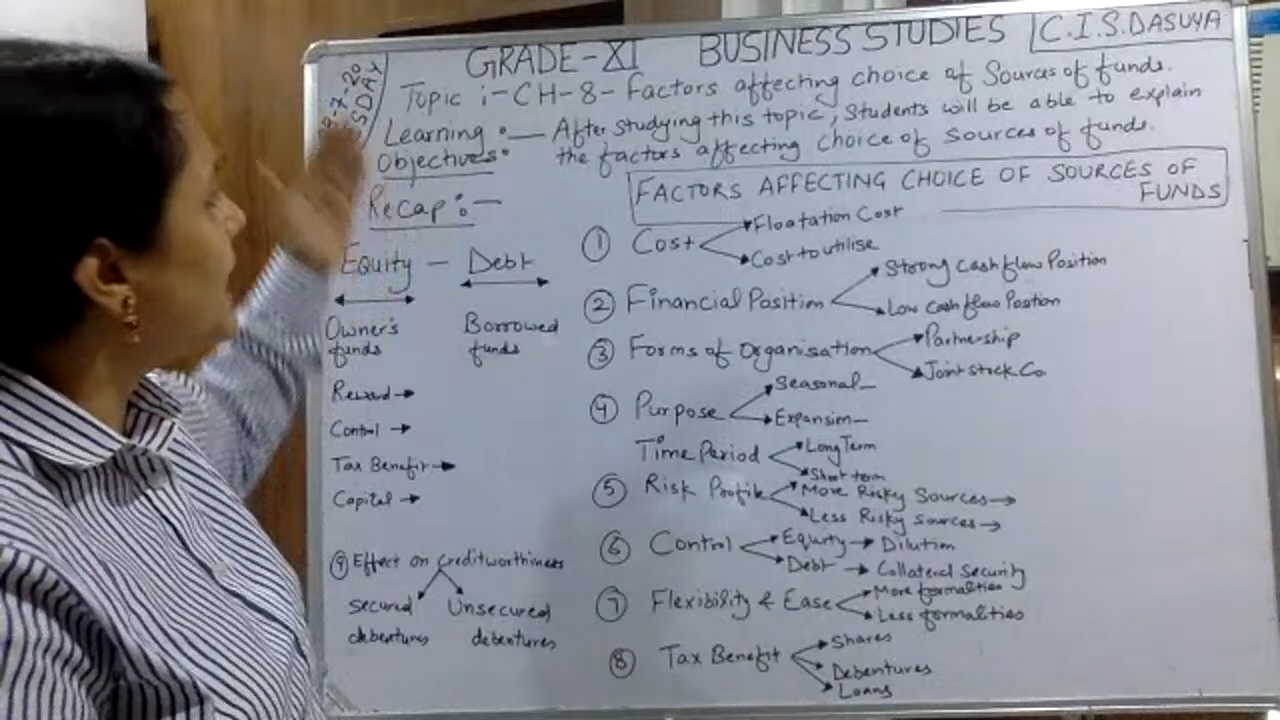 GRADE-XI BUSINESS STUDIES C.I.S.DASUYA
Topic :- CH-8- Factors affecting choice of Sources of funds.
Learning Objectives :— After studying this topic, Students will be able to explain
the factors affecting choice of sources of funds.
Recap :—
Equity — Debt
Owner's funds
Borrowed funds
Reward →
Control →
Tax Benefit →
Capital →
⑨ Effect on Creditworthiness
secured debentures
Unsecured debentures
FACTORS AFFECTING CHOICE OF SOURCES OF
FUNDS
① Cost
Floatation Cost
Cost to utilise
② Financial Position
Strong Cash flow Position
Low cash flow Position
③ Forms of Organisation
Partnership
Joint stock Co
④ Purpose
Seasonal
Expansion
Time Period
Long Term
Short term
⑤ Risk Profile
More Risky Sources →
Less Risky Sources →
⑥ Control
Equity → Dilution
Debt → Collateral Security
⑦ Flexibility & Ease
More formalities
Less formalities
⑧ Tax Benefit
Shares
Debentures
Loans